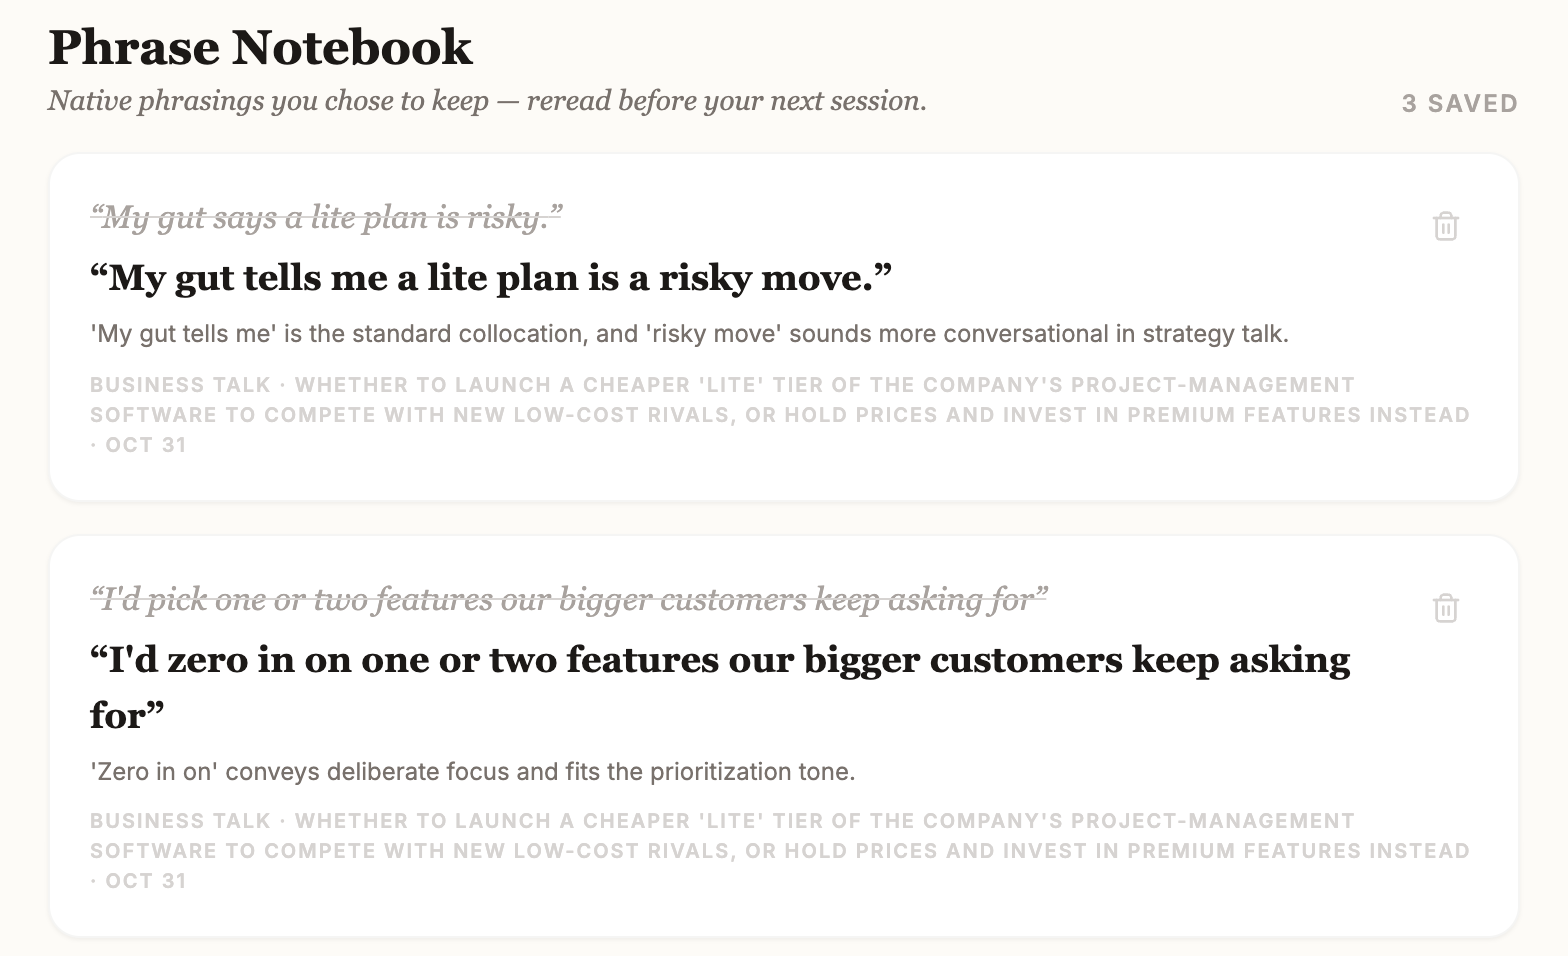 Phrase Notebook
Native phrasings you chose to keep — reread before your next session.
3 SAVED
“My gut says a lite plan is risky.”
“My gut tells me a lite plan is a risky move.”
'My gut tells me' is the standard collocation, and 'risky move' sounds more conversational in strategy talk.
BUSINESS TALK · WHETHER TO LAUNCH A CHEAPER 'LITE' TIER OF THE COMPANY'S PROJECT-MANAGEMENT
SOFTWARE TO COMPETE WITH NEW LOW-COST RIVALS, OR HOLD PRICES AND INVEST IN PREMIUM FEATURES INSTEAD
· OCT 31
“I'd pick one or two features our bigger customers keep asking for”
“I'd zero in on one or two features our bigger customers keep asking
for”
'Zero in on' conveys deliberate focus and fits the prioritization tone.
BUSINESS TALK · WHETHER TO LAUNCH A CHEAPER 'LITE' TIER OF THE COMPANY'S PROJECT-MANAGEMENT
SOFTWARE TO COMPETE WITH NEW LOW-COST RIVALS, OR HOLD PRICES AND INVEST IN PREMIUM FEATURES INSTEAD
· OCT 31